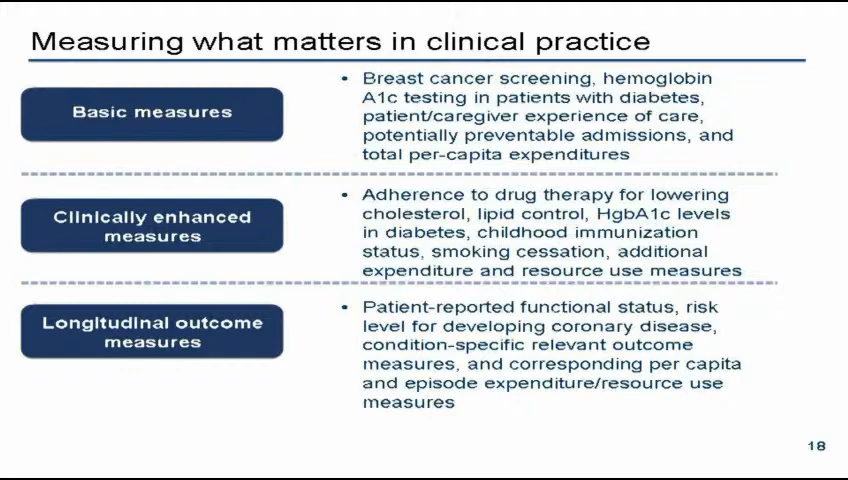 Measuring what matters in clinical practice
Basic measures
• Breast cancer screening, hemoglobin
A1c testing in patients with diabetes,
patient/caregiver experience of care,
potentially preventable admissions, and
total per-capita expenditures
Clinically enhanced
measures
• Adherence to drug therapy for lowering
cholesterol, lipid control, HgbA1c levels
in diabetes, childhood immunization
status, smoking cessation, additional
expenditure and resource use measures
Longitudinal outcome
measures
• Patient-reported functional status, risk
level for developing coronary disease,
condition-specific relevant outcome
measures, and corresponding per capita
and episode expenditure/resource use
measures
18